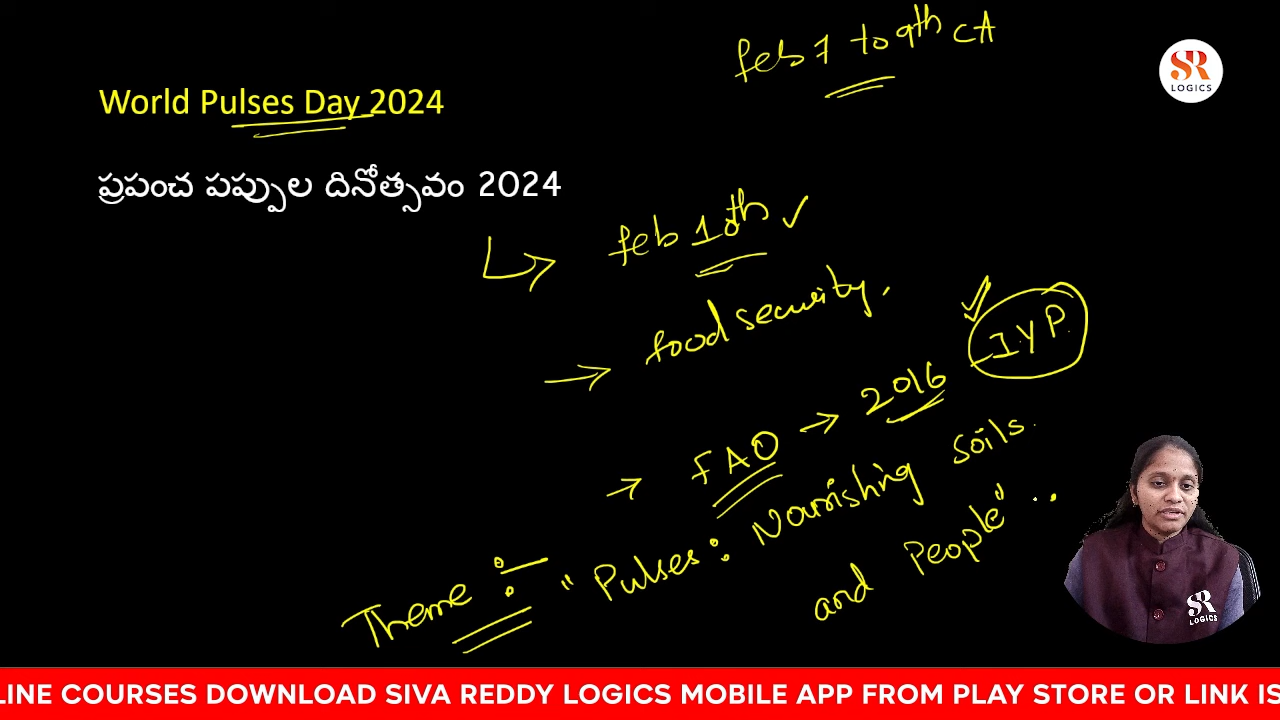 feb 7 to 9th CA
SR
LOGICS
World Pulses Day 2024
ప్రపంచ పప్పుల దినోత్సవం 2024
feb 10th
food security,
FAO → 2016 - IYP.
Theme :- "Pulses: Nourishing Soils
and People" ..
SR
LOGICS
LINE COURSES DOWNLOAD SIVA REDDY LOGICS MOBILE APP FROM PLAY STORE OR LINK IS